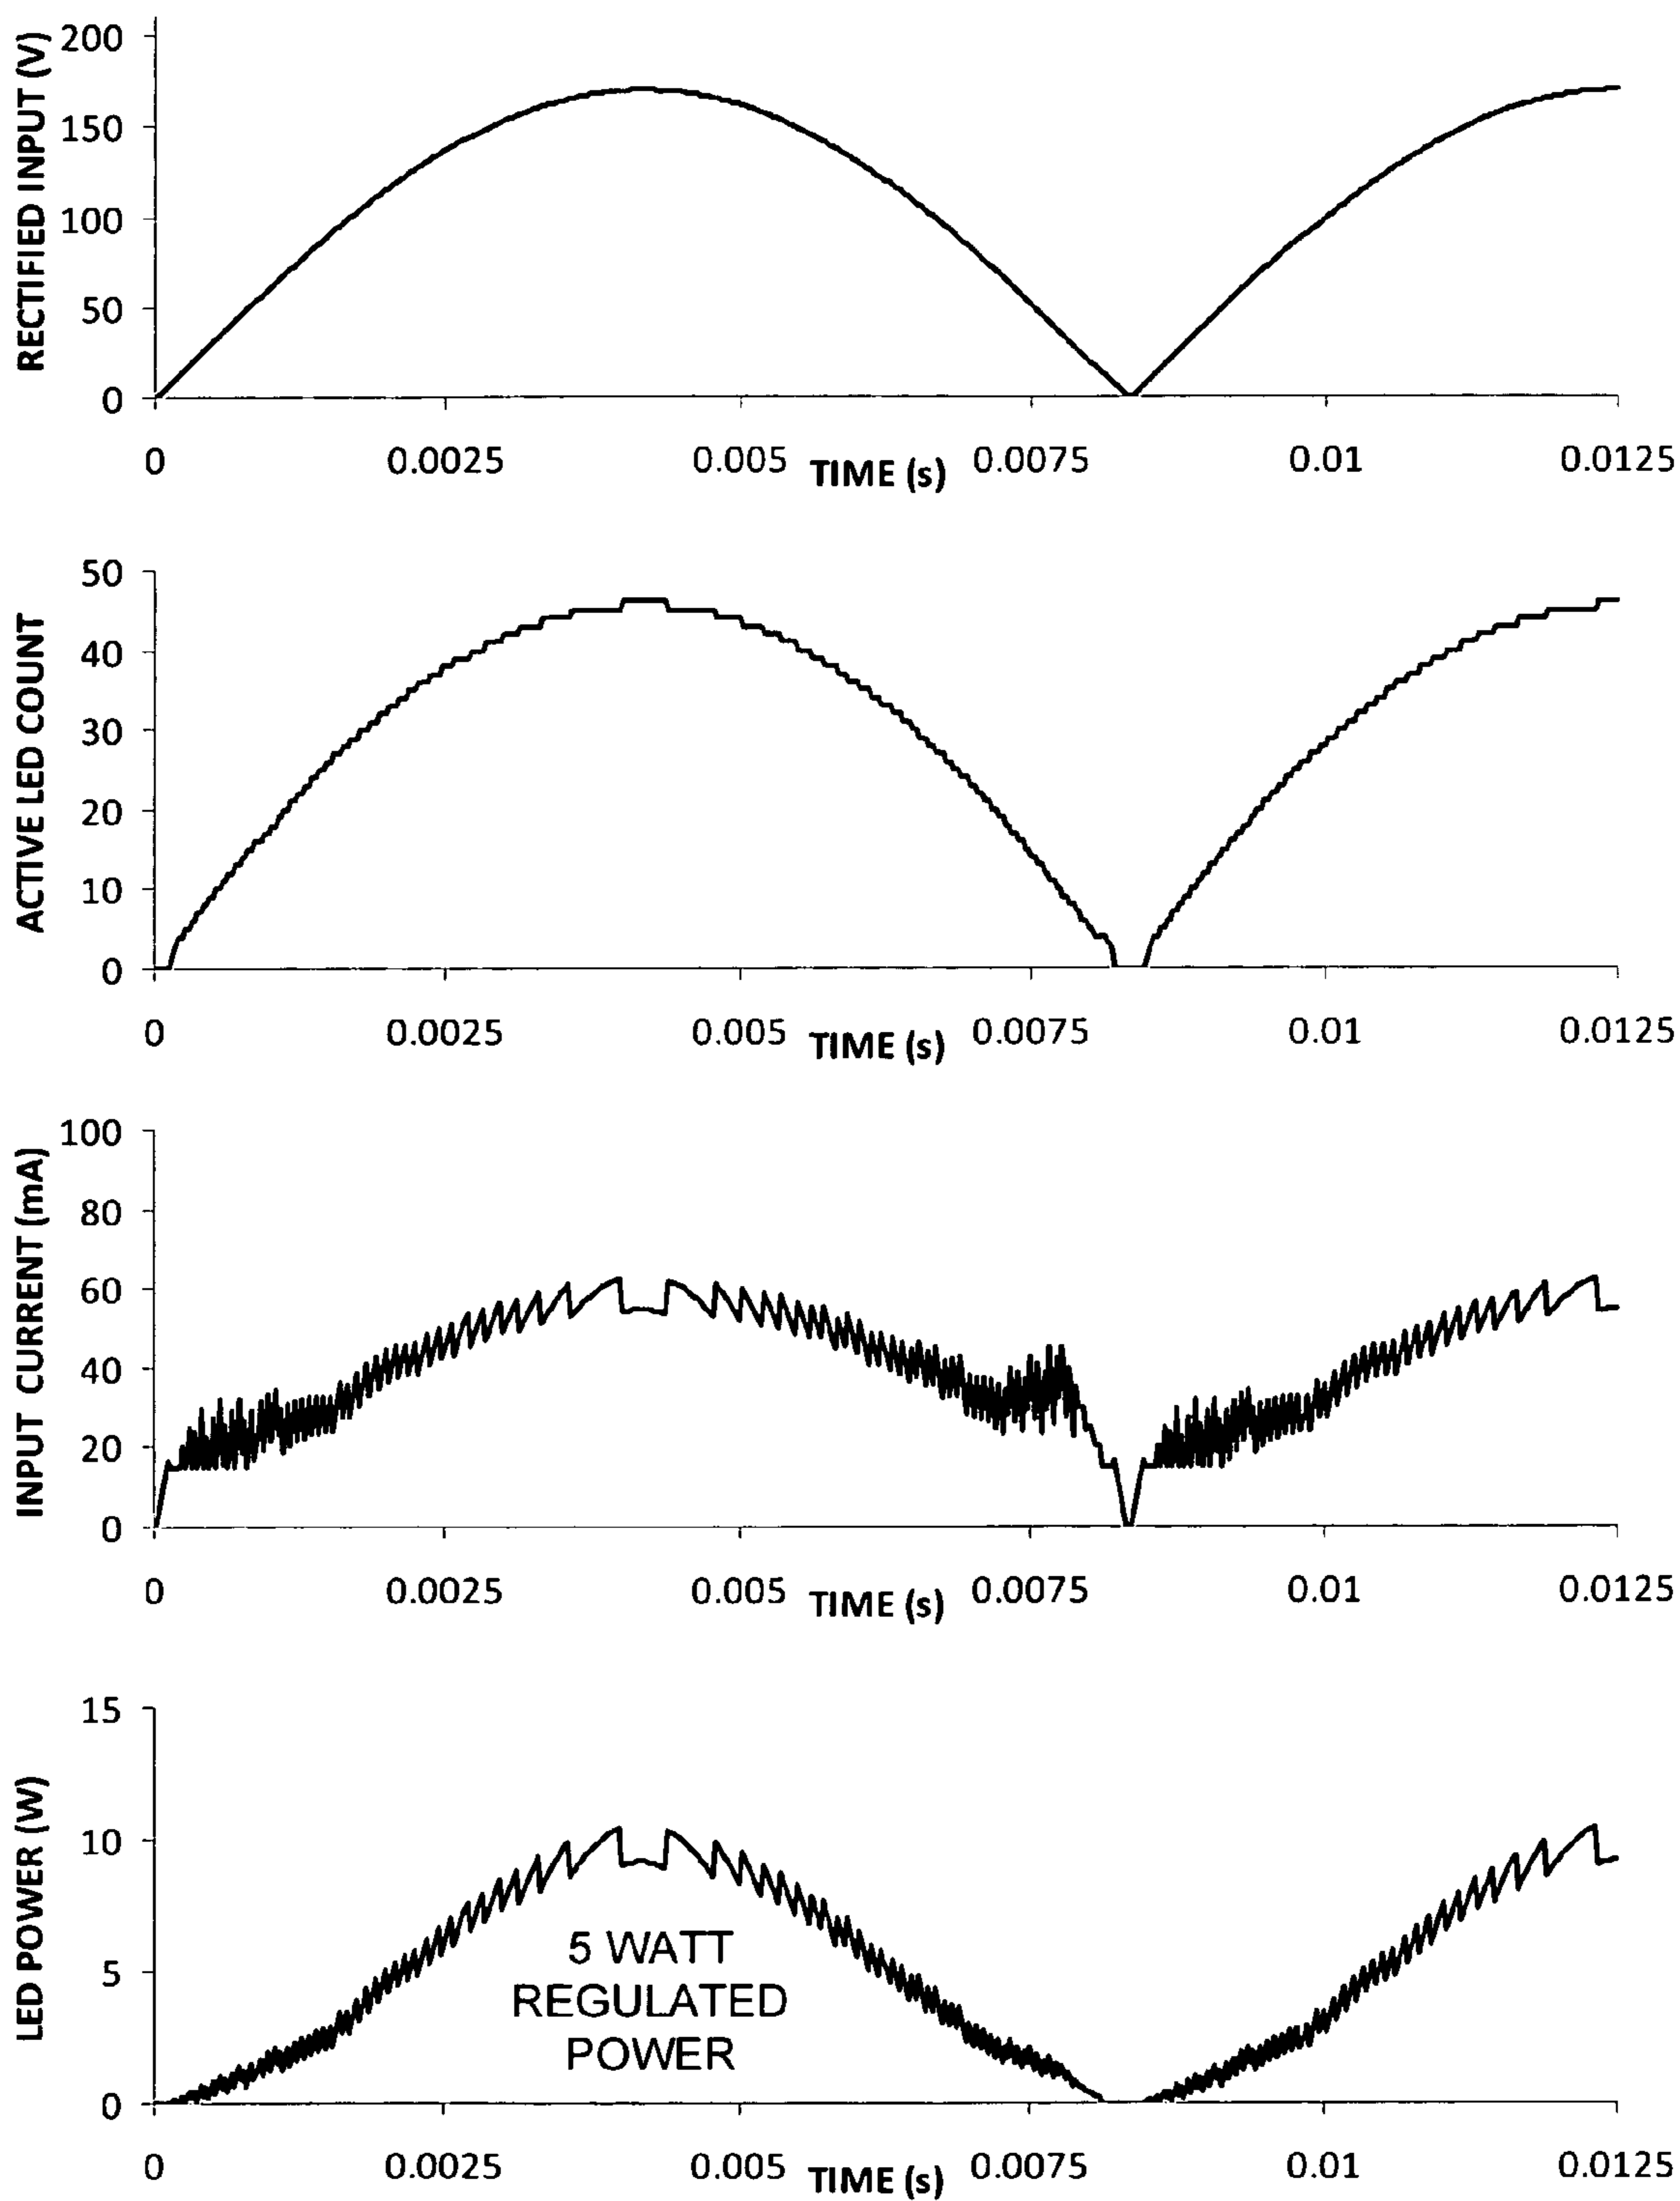 RECTIFIED INPUT (V)
200
150
100
50
0
0 0.0025 0.005 TIME (s) 0.0075 0.01 0.0125
ACTIVE LED COUNT
50
40
30
20
10
0
0 0.0025 0.005 TIME (s) 0.0075 0.01 0.0125
INPUT CURRENT (mA)
100
80
60
40
20
0
0 0.0025 0.005 TIME (s) 0.0075 0.01 0.0125
LED POWER (W)
15
10
5
0
5 WATT
REGULATED
POWER
0 0.0025 0.005 TIME (s) 0.0075 0.01 0.0125